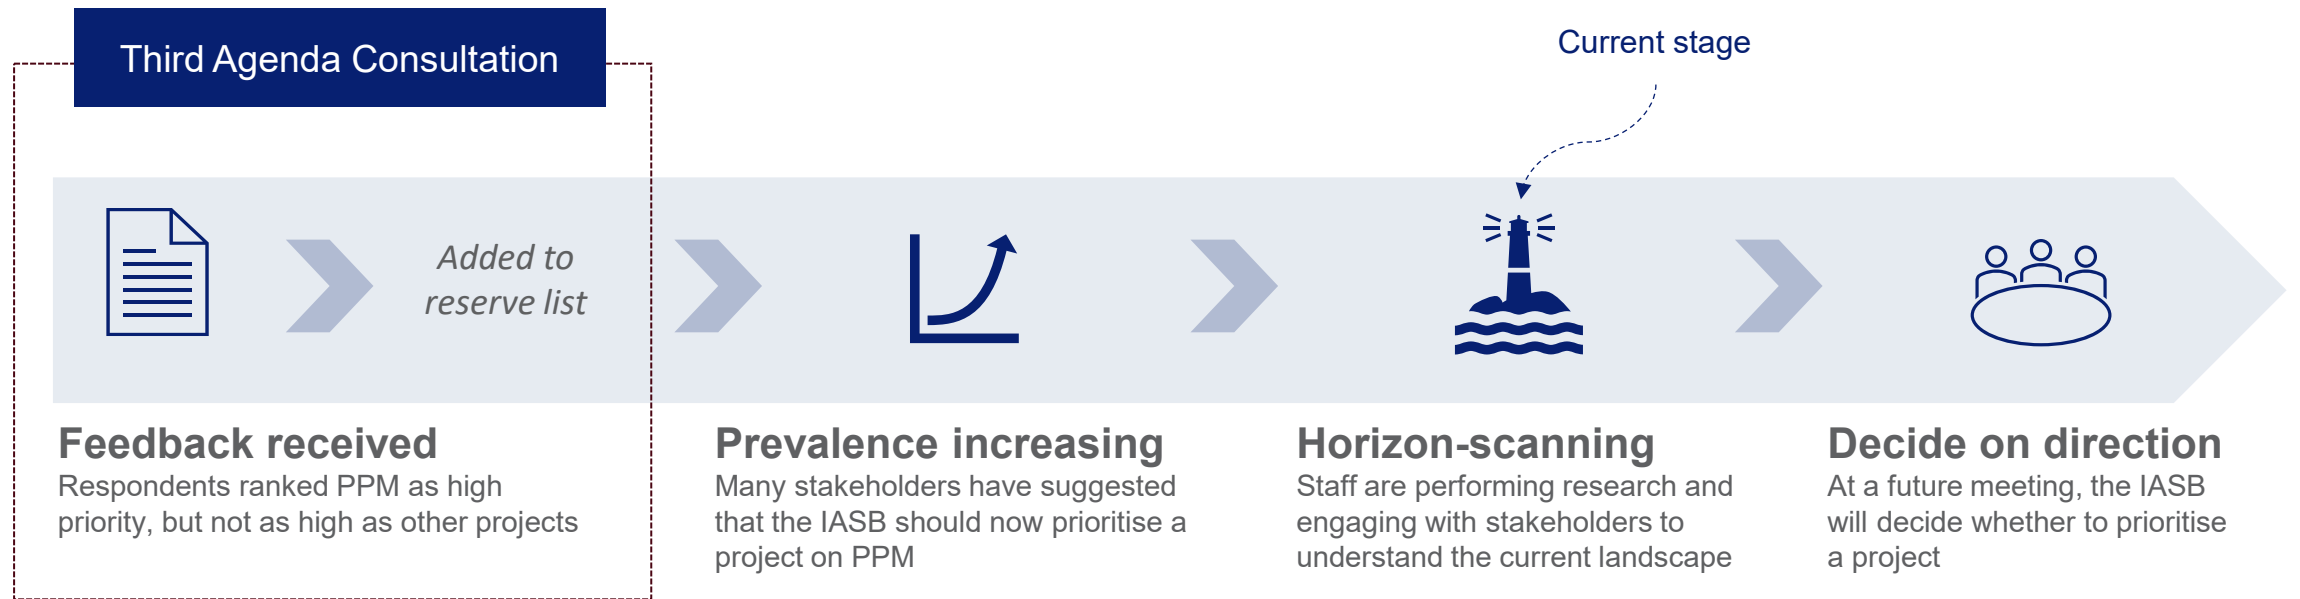 Third Agenda Consultation
Current stage
Added to
reserve list
Feedback received
Respondents ranked PPM as high
priority, but not as high as other projects
Prevalence increasing
Many stakeholders have suggested
that the IASB should now prioritise a
project on PPM
Horizon-scanning
Staff are performing research and
engaging with stakeholders to
understand the current landscape
Decide on direction
At a future meeting, the IASB
will decide whether to prioritise
a project